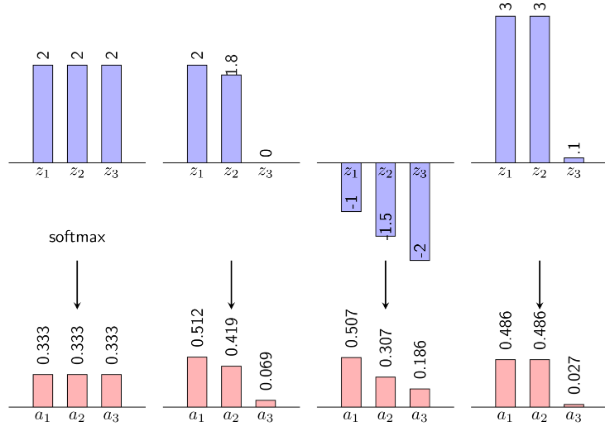 2 2 2 2 1.8 0 3 3 .1
z₁ z₂ z₃ z₁ z₂ z₃ z₁ z₂ z₃ z₁ z₂ z₃
-1 -1.5 -2
softmax
0.333 0.333 0.333 0.512 0.419 0.069 0.507 0.307 0.186 0.486 0.486 0.027
a₁ a₂ a₃ a₁ a₂ a₃ a₁ a₂ a₃ a₁ a₂ a₃